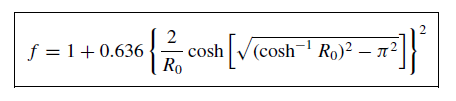 f = 1 + 0.636 { 2/R₀ cosh [ √((cosh⁻¹ R₀)² − π²) ] }²